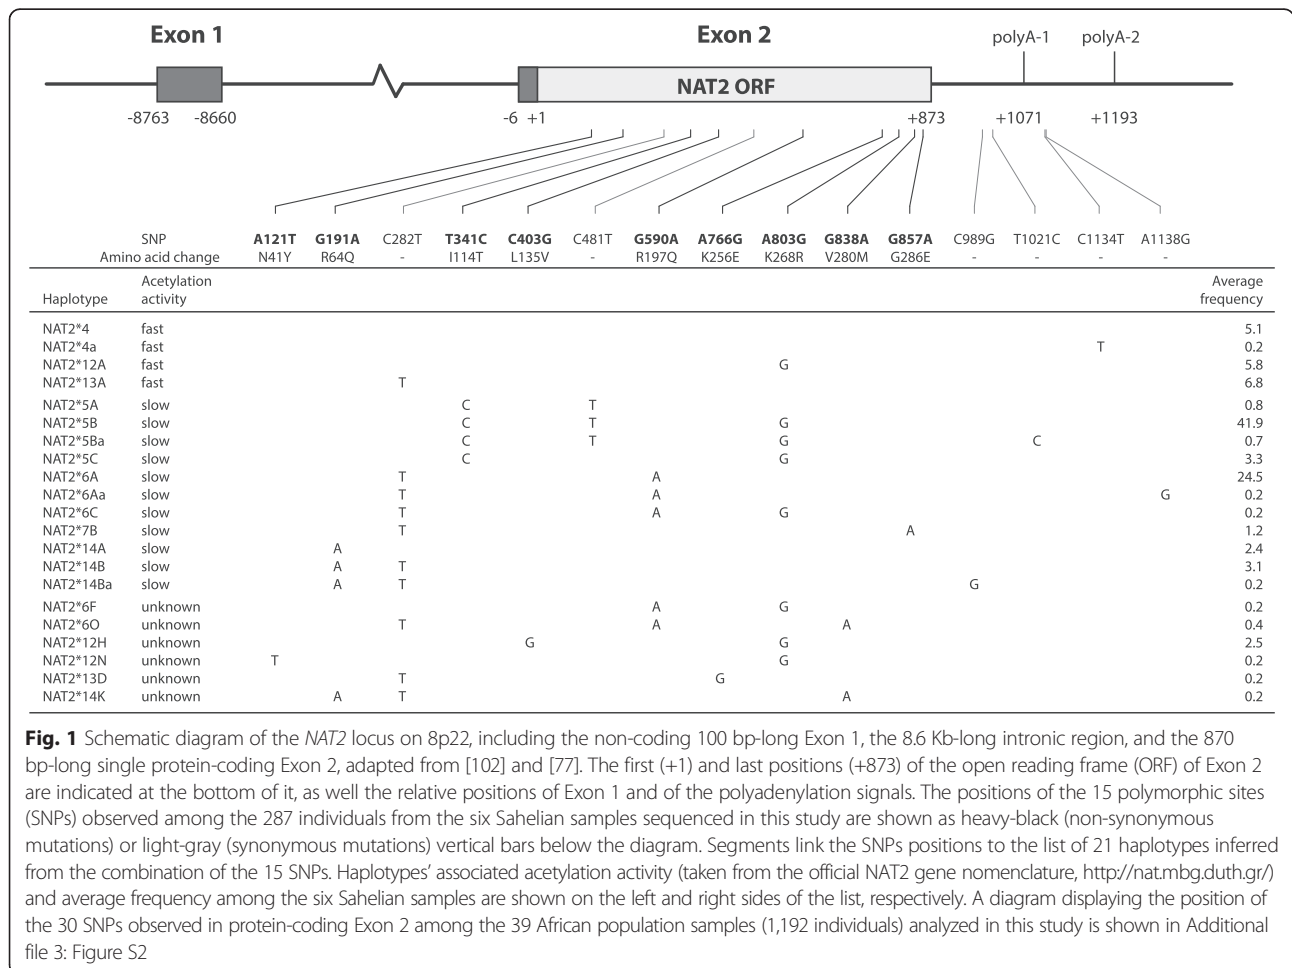 Exon 1 Exon 2 polyA-1 polyA-2
NAT2 ORF
-8763 -8660 -6 +1 +873 +1071 +1193
SNP A121T G191A C282T T341C C403G C481T G590A A766G A803G G838A G857A C989G T1021C C1134T A1138G
Amino acid change N41Y R64Q - I114T L135V - R197Q K256E K268R V280M G286E - - - -
Haplotype Acetylation activity Average frequency
NAT2*4 fast 5.1
NAT2*4a fast T 0.2
NAT2*12A fast G 5.8
NAT2*13A fast T 6.8
NAT2*5A slow C T 0.8
NAT2*5B slow C T G 41.9
NAT2*5Ba slow C T G C 0.7
NAT2*5C slow C G 3.3
NAT2*6A slow T A 24.5
NAT2*6Aa slow T A G 0.2
NAT2*6C slow T A G 0.2
NAT2*7B slow T A 1.2
NAT2*14A slow A 2.4
NAT2*14B slow A T 3.1
NAT2*14Ba slow A T G 0.2
NAT2*6F unknown A G 0.2
NAT2*6O unknown T A A 0.4
NAT2*12H unknown G G 2.5
NAT2*12N unknown T G 0.2
NAT2*13D unknown T G 0.2
NAT2*14K unknown A T A 0.2
Fig. 1 Schematic diagram of the NAT2 locus on 8p22, including the non-coding 100 bp-long Exon 1, the 8.6 Kb-long intronic region, and the 870
bp-long single protein-coding Exon 2, adapted from [102] and [77]. The first (+1) and last positions (+873) of the open reading frame (ORF) of Exon 2
are indicated at the bottom of it, as well the relative positions of Exon 1 and of the polyadenylation signals. The positions of the 15 polymorphic sites
(SNPs) observed among the 287 individuals from the six Sahelian samples sequenced in this study are shown as heavy-black (non-synonymous
mutations) or light-gray (synonymous mutations) vertical bars below the diagram. Segments link the SNPs positions to the list of 21 haplotypes inferred
from the combination of the 15 SNPs. Haplotypes' associated acetylation activity (taken from the official NAT2 gene nomenclature, http://nat.mbg.duth.gr/)
and average frequency among the six Sahelian samples are shown on the left and right sides of the list, respectively. A diagram displaying the position of
the 30 SNPs observed in protein-coding Exon 2 among the 39 African population samples (1,192 individuals) analyzed in this study is shown in Additional
file 3: Figure S2